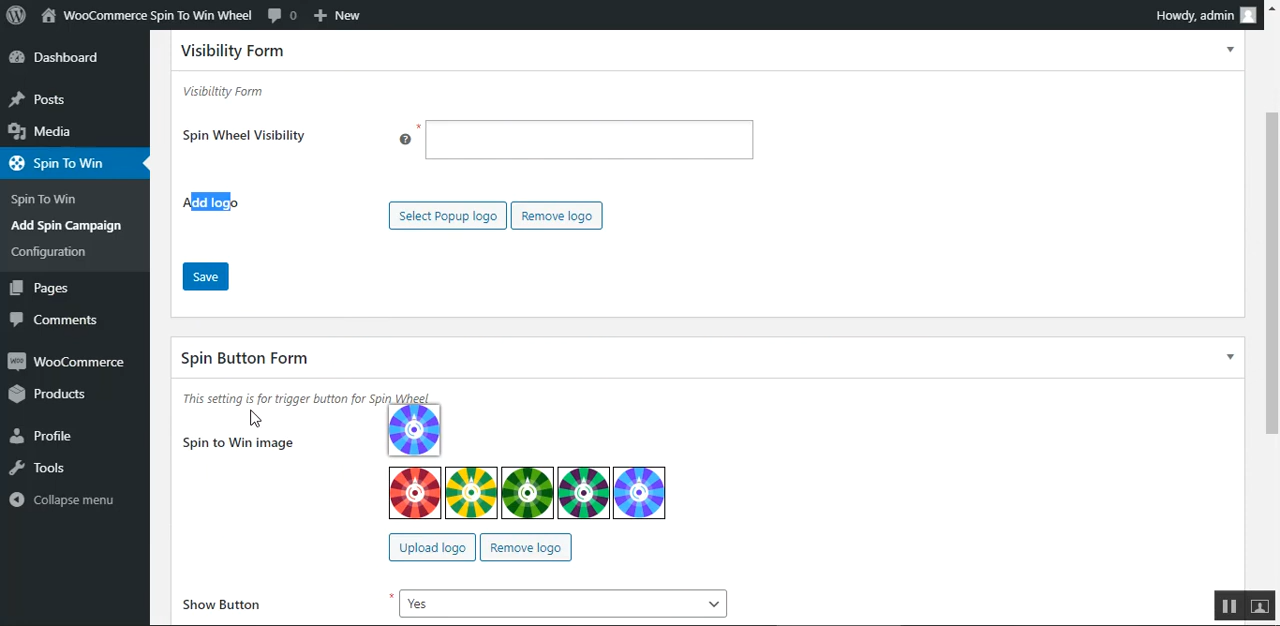 WooCommerce Spin To Win Wheel 0 New Howdy, admin
Dashboard
Posts
Media
Spin To Win
Spin To Win
Add Spin Campaign
Configuration
Pages
Comments
WooCommerce
Products
Profile
Tools
Collapse menu
Visibility Form
Visibiltity Form
Spin Wheel Visibility ? *
Add logo
Select Popup logo Remove logo
Save
Spin Button Form
This setting is for trigger button for Spin Wheel
Spin to Win image
Upload logo Remove logo
Show Button * Yes